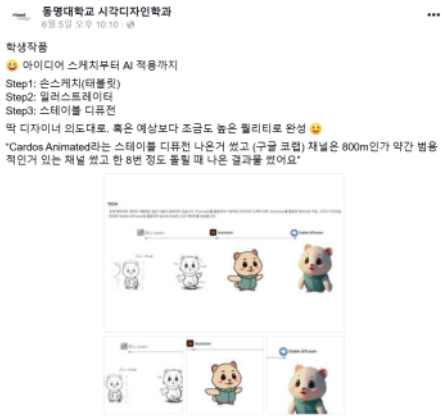 동명대학교 시각디자인학과
6월 5일 오후 10:10
학생작품
😀 아이디어 스케치부터 AI 적용까지
Step1: 손스케치(태블릿)
Step2: 일러스트레이터
Step3: 스테이블 디퓨전
딱 디자이너 의도대로, 혹은 예상보다 조금도 높은 퀄리티로 완성 😀
“Cardos Animated라는 스테이블 디퓨전 나온거 썼고 (구글 코랩) 채널은 800m인가 약간 범용
적인거 있는 채널 썼고 한 8번 정도 돌릴 때 나온 결과물 썼어요”
Illustrator
Stable diffusion
Illustrator
Stable diffusion